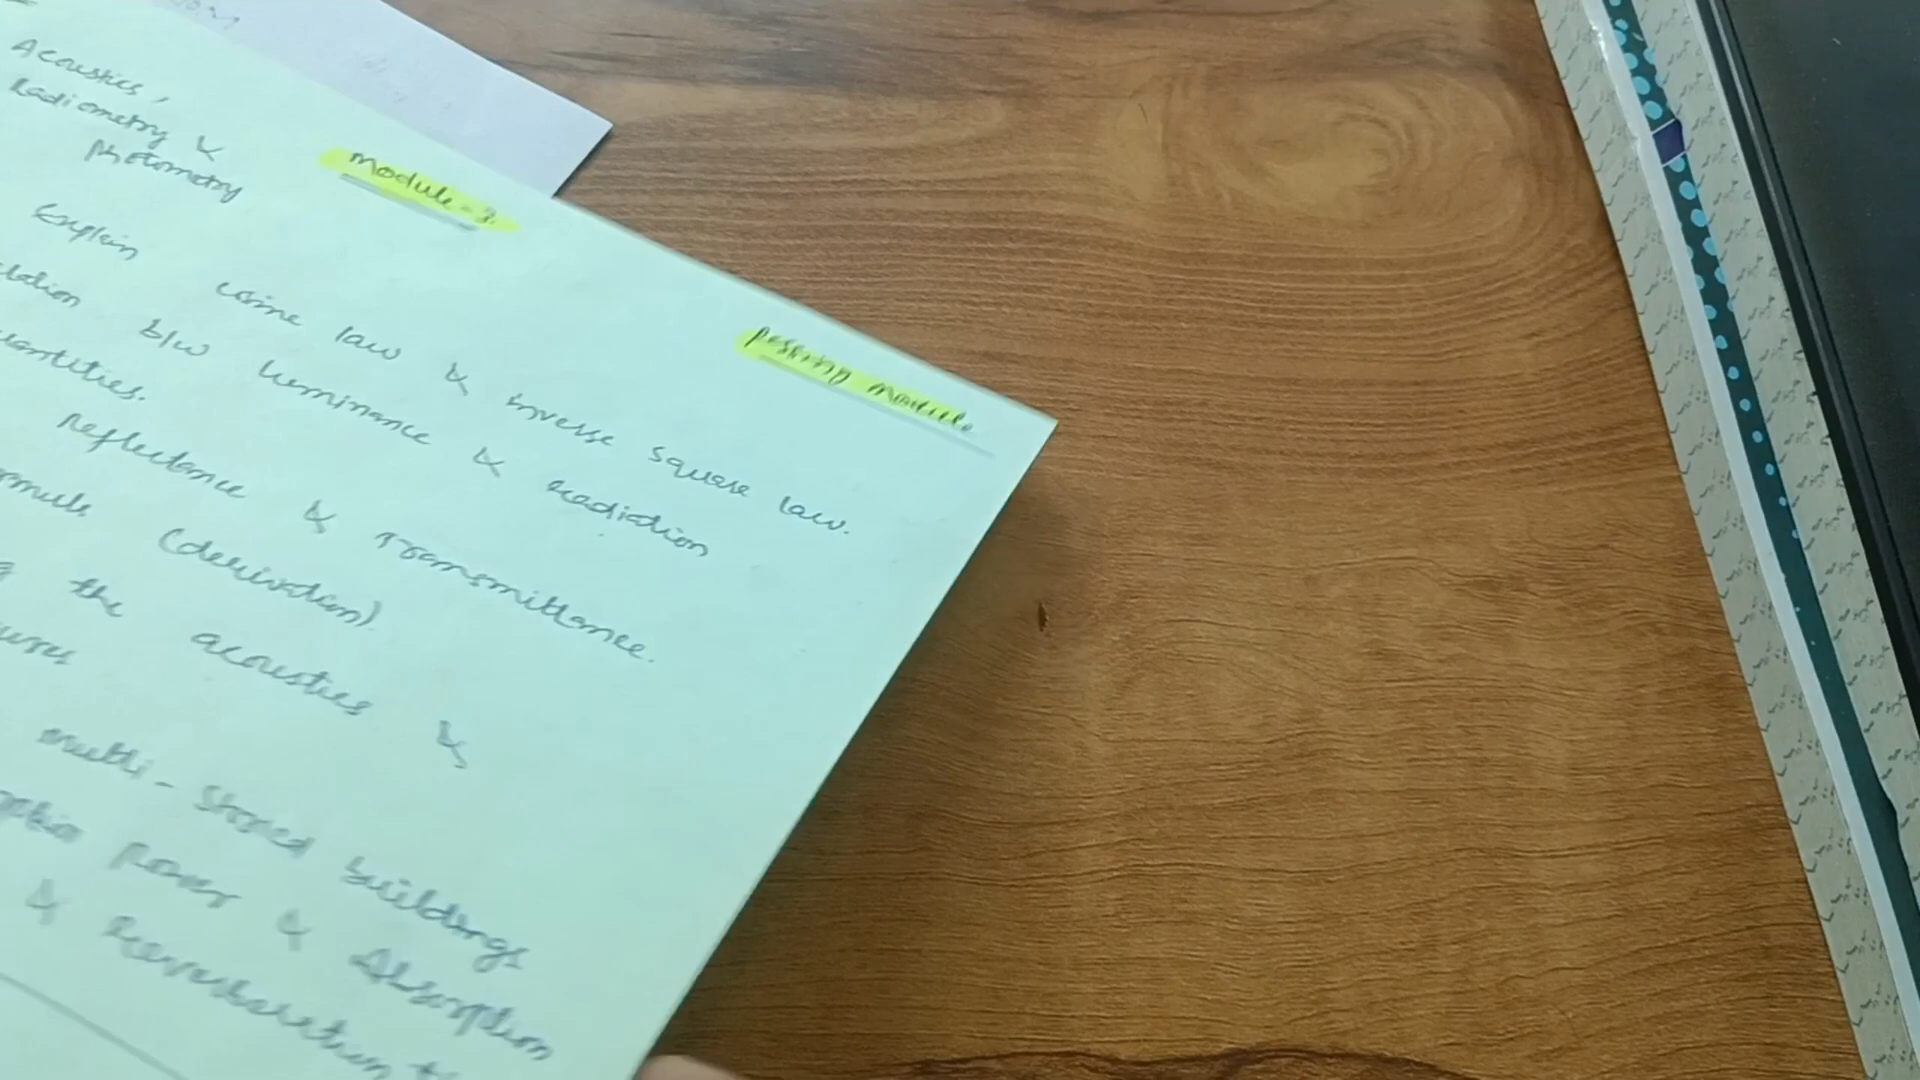 Acoustics,
Radiometry &
Photometry
Module-3.
passing module.
Explain cosine law & Inverse square law.
b/w luminance & radiation
Reflectance & transmittance.
(derivation).
the acoustics &
multi-storied buildings
power & Absorption
& Reverberation